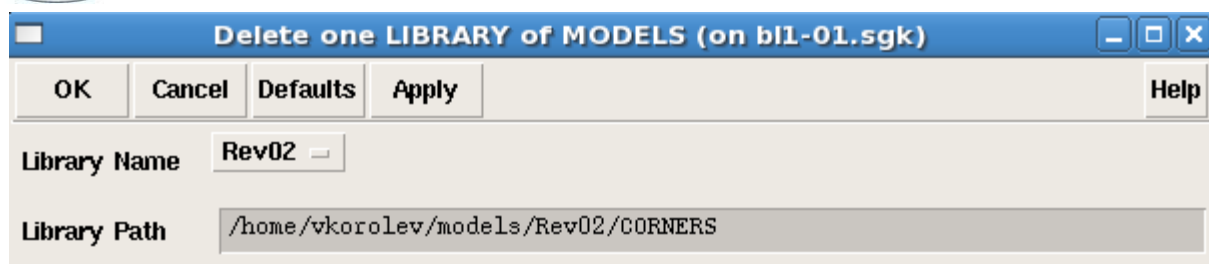 Delete one LIBRARY of MODELS (on bl1-01.sgk)
OK Cancel Defaults Apply Help
Library Name Rev02
Library Path /home/vkorolev/models/Rev02/CORNERS